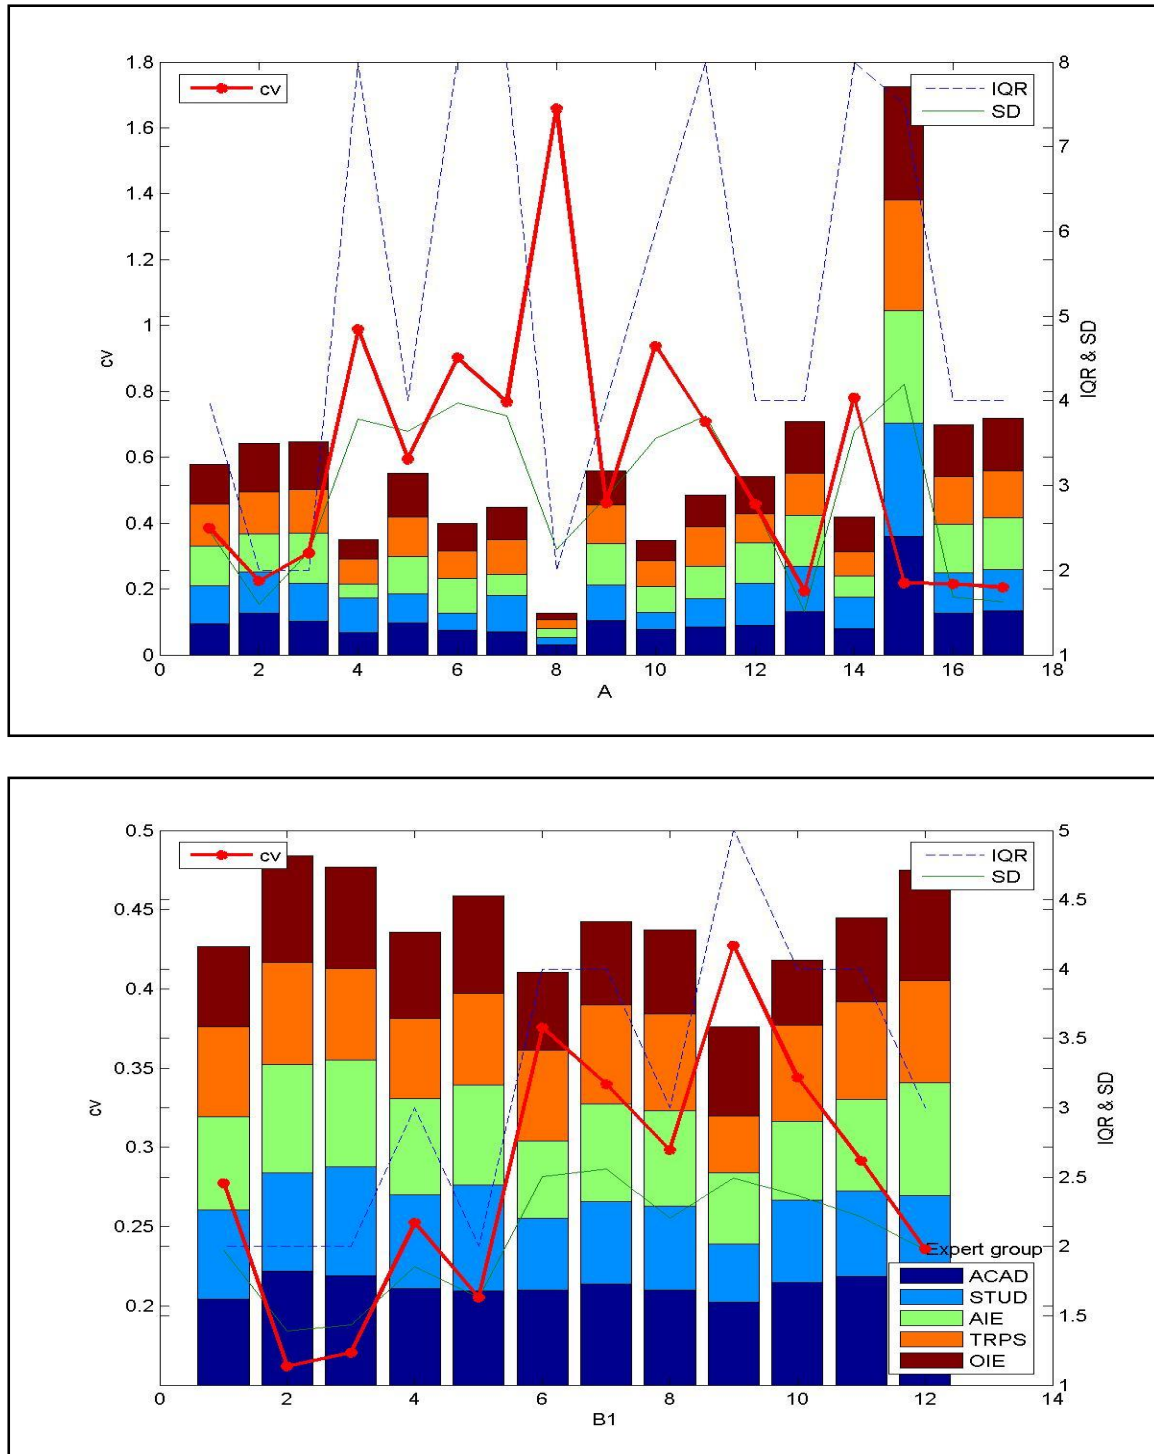 1.8
1.6
1.4
1.2
1
0.8
0.6
0.4
0.2
0
cv
cv
IQR
SD
8
7
6
5
4
3
2
1
IQR & SD
0 2 4 6 8 10 12 14 16 18
A
0.5
0.45
0.4
0.35
0.3
0.25
0.2
cv
cv
IQR
SD
5
4.5
4
3.5
3
2.5
2
1.5
1
IQR & SD
Expert group
ACAD
STUD
AIE
TRPS
OIE
0 2 4 6 8 10 12 14
B1